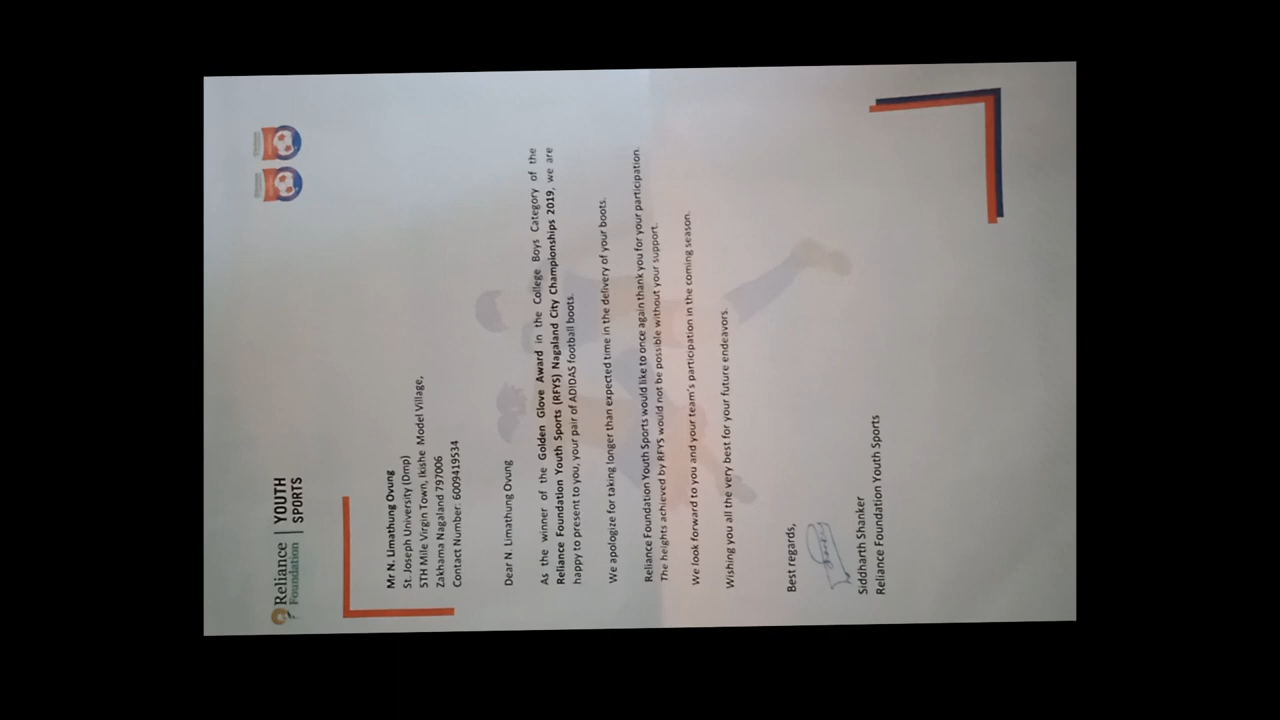 Reliance
Foundation
YOUTH
SPORTS
Mr N. Limathung Ovung
St. Joseph University (Dmp)
5TH Mile Virgin Town, Ikishe Model Village,
Zakhama Nagaland 797006
Contact Number: 6009419534
Dear N. Limathung Ovung
As the winner of the Golden Glove Award in the College Boys Category of the
Reliance Foundation Youth Sports (RFYS) Nagaland City Championships 2019, we are
happy to present to you, your pair of ADIDAS football boots.
We apologize for taking longer than expected time in the delivery of your boots.
Reliance Foundation Youth Sports would like to once again thank you for your participation.
The heights achieved by RFYS would not be possible without your support.
We look forward to you and your team's participation in the coming season.
Wishing you all the very best for your future endeavors.
Best regards,
Siddharth Shanker
Reliance Foundation Youth Sports